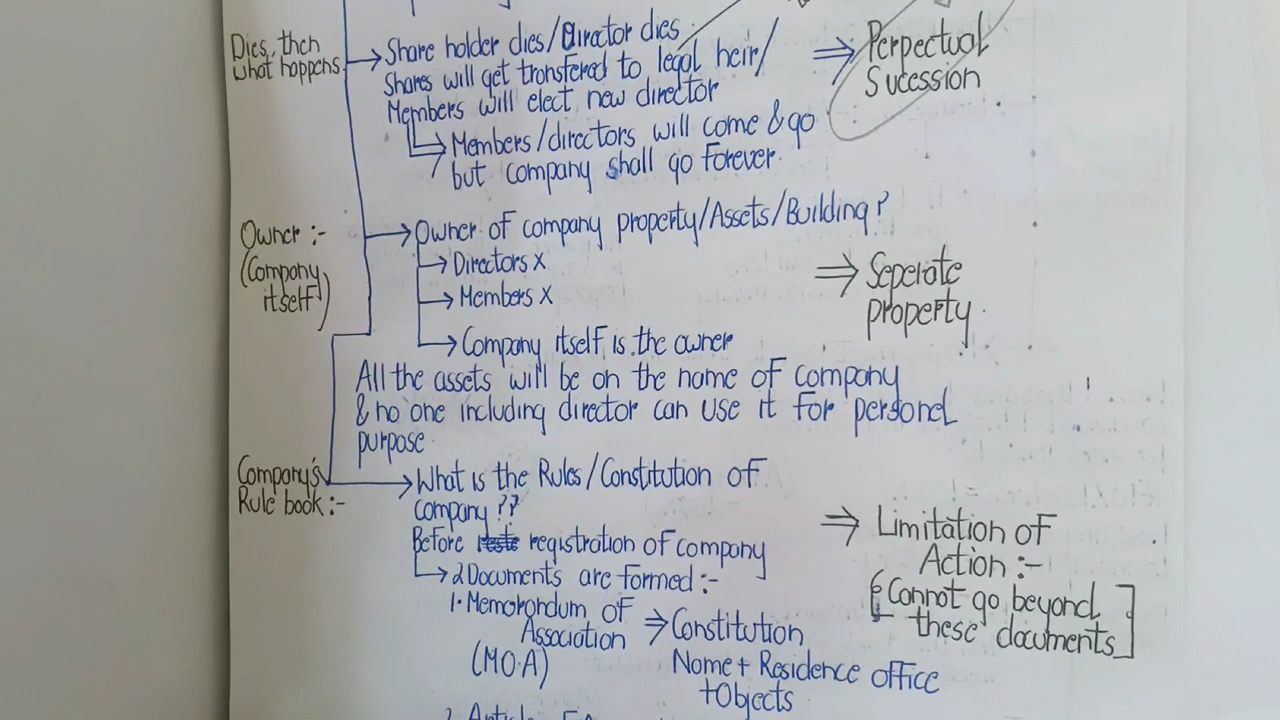 Dies, then
what happens
Share holder dies/Director dies
Shares will get transfered to legal heir/
Members will elect new director
Members/directors will come & go
but company shall go forever.
⇒ Perpectual
Sucession
Owner :-
(Company
itself)
Owner of company property/Assets/Building?
Directors X
Members X
Company itself is the owner
⇒ Seperate
property.
All the assets will be on the name of company
& no one including director can use it for personel
purpose.
Company's
Rule book :-
What is the Rules/Constitution of
company??
Before registration of company
2 Documents are formed :-
1. Memorandum of
Association
(MO.A)
⇒ Constitution
Name + Residence office
+Objects
⇒ Limitation of
Action :-
Cannot go beyond
these documents
2. Article